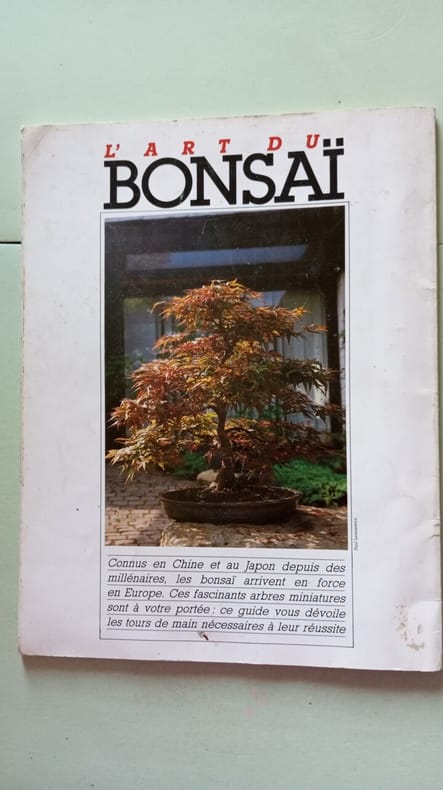 L'ART DU
BONSAÏ
Connus en Chine et au Japon depuis des
millénaires, les bonsaï arrivent en force
en Europe. Ces fascinants arbres miniatures
sont à votre portée : ce guide vous dévoile
les tours de main nécessaires à leur réussite